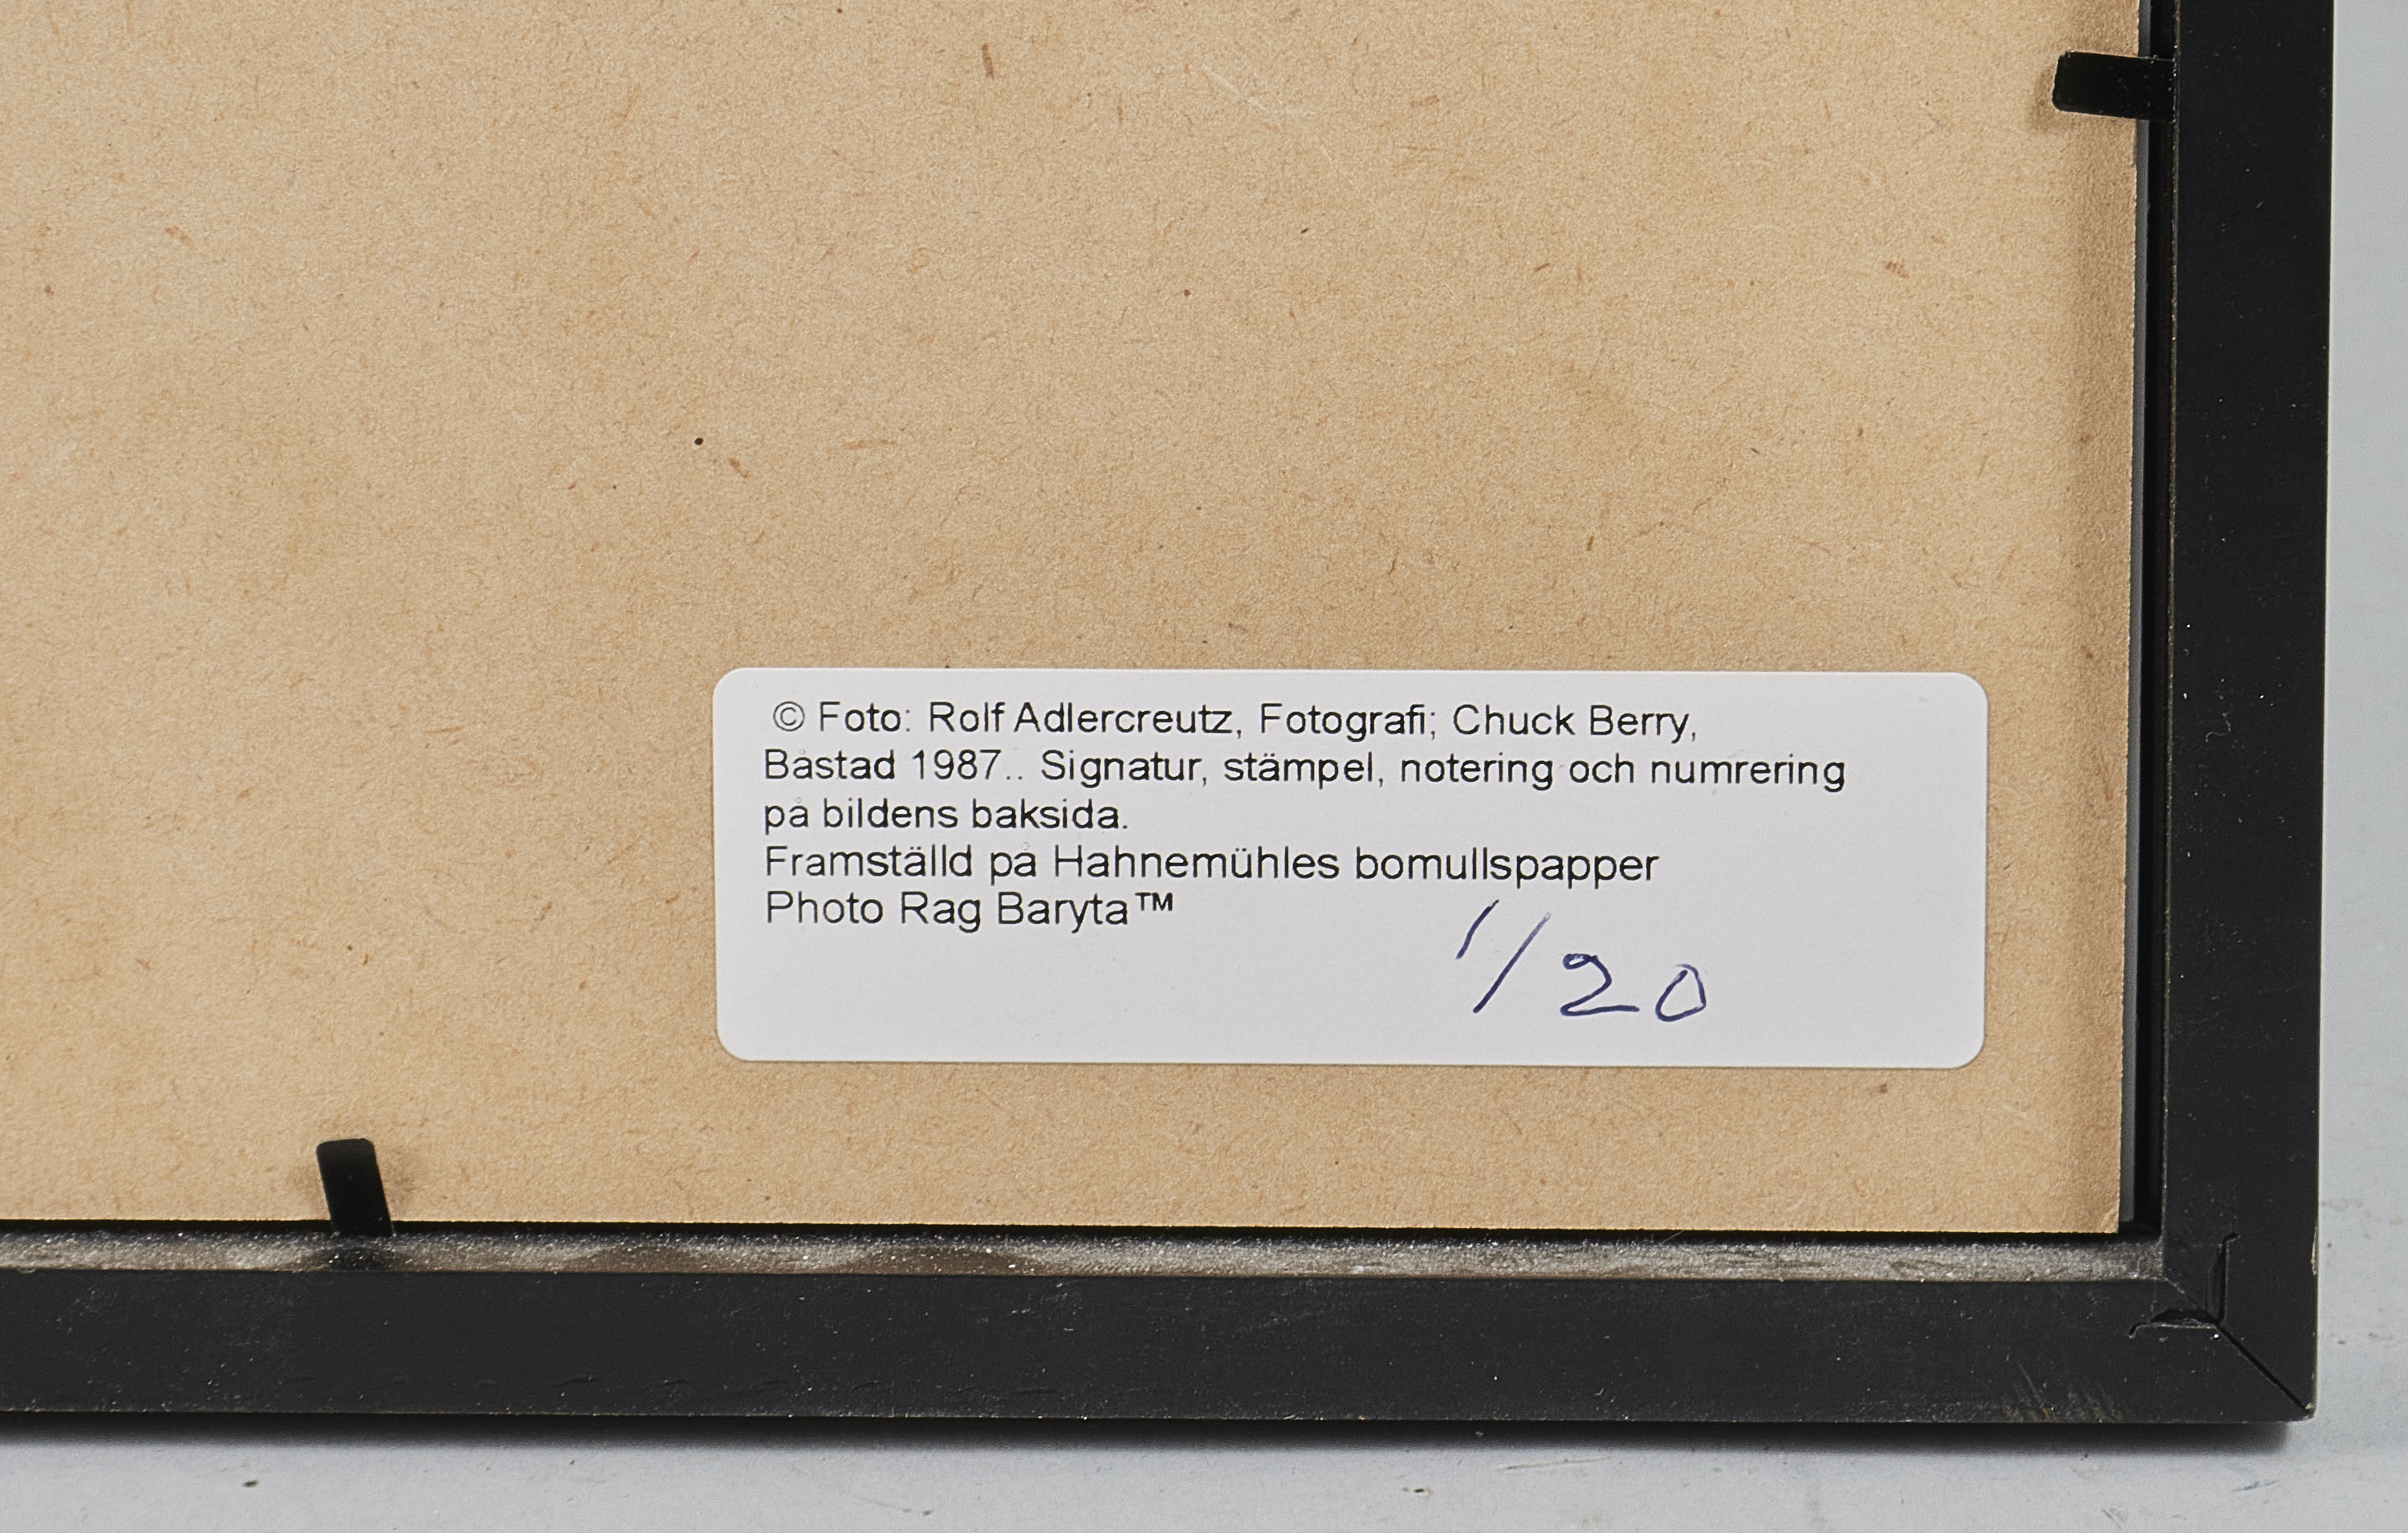 © Foto: Rolf Adlercreutz, Fotografi; Chuck Berry,
Båstad 1987.. Signatur, stämpel, notering och numrering
på bildens baksida.
Framställd på Hahnemühles bomullspapper
Photo Rag Baryta™
1/20